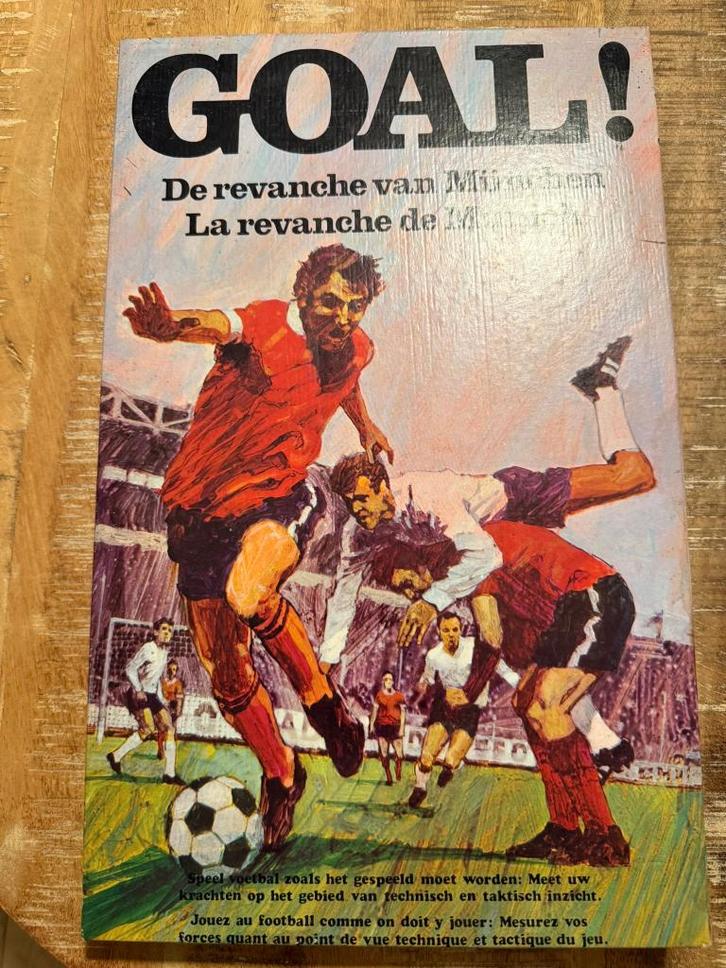 GOAL!
De revanche van München
La revanche de Munich
Speel voetbal zoals het gespeeld moet worden: Meet uw
krachten op het gebied van technisch en taktisch inzicht.
Jouez au football comme on doit y jouer: Mesurez vos
forces quant au point de vue technique et tactique du jeu.